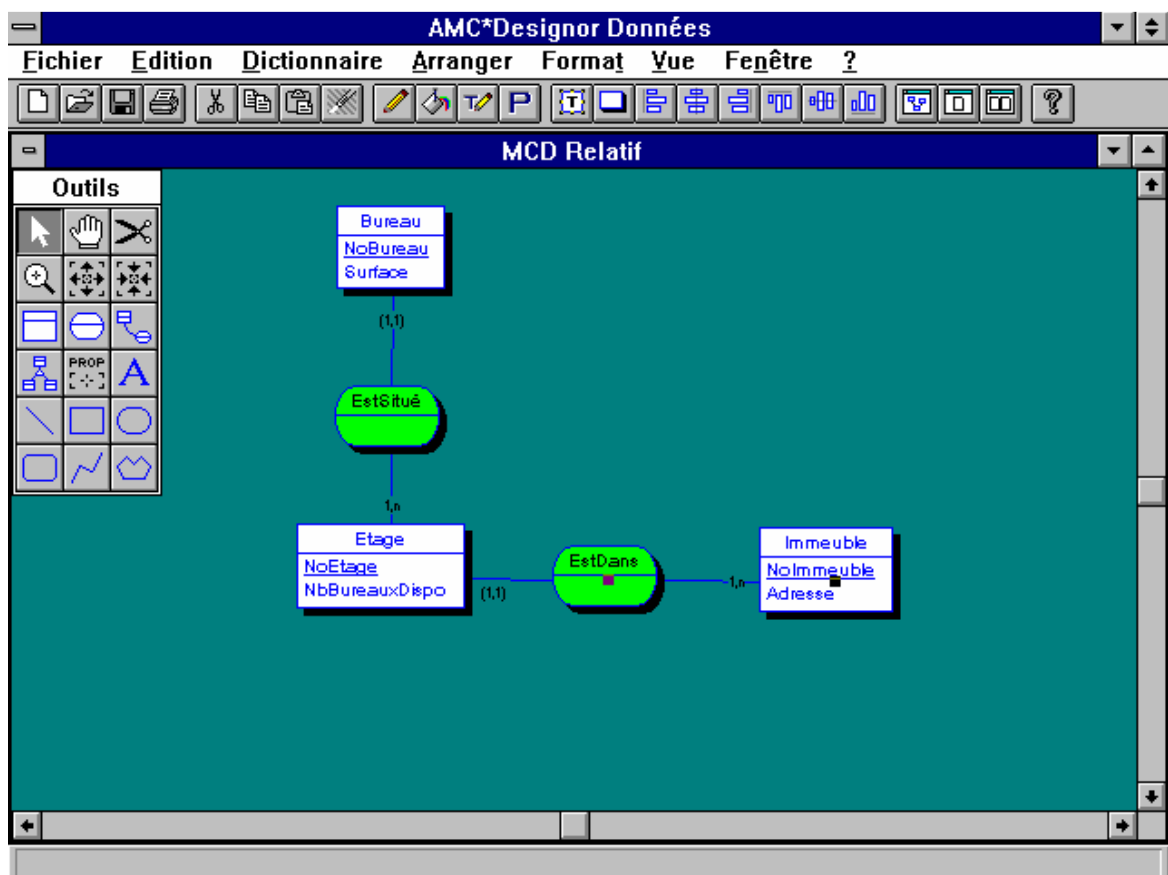 AMC*Designor Données
Fichier Edition Dictionnaire Arranger Format Vue Fenêtre ?
MCD Relatif
Outils
PROP
A
Bureau
NoBureau
Surface
(1,1)
EstSitué
1,n
Etage
NoEtage
NbBureauxDispo
(1,1)
EstDans
1,n
Immeuble
NoImmeuble
Adresse